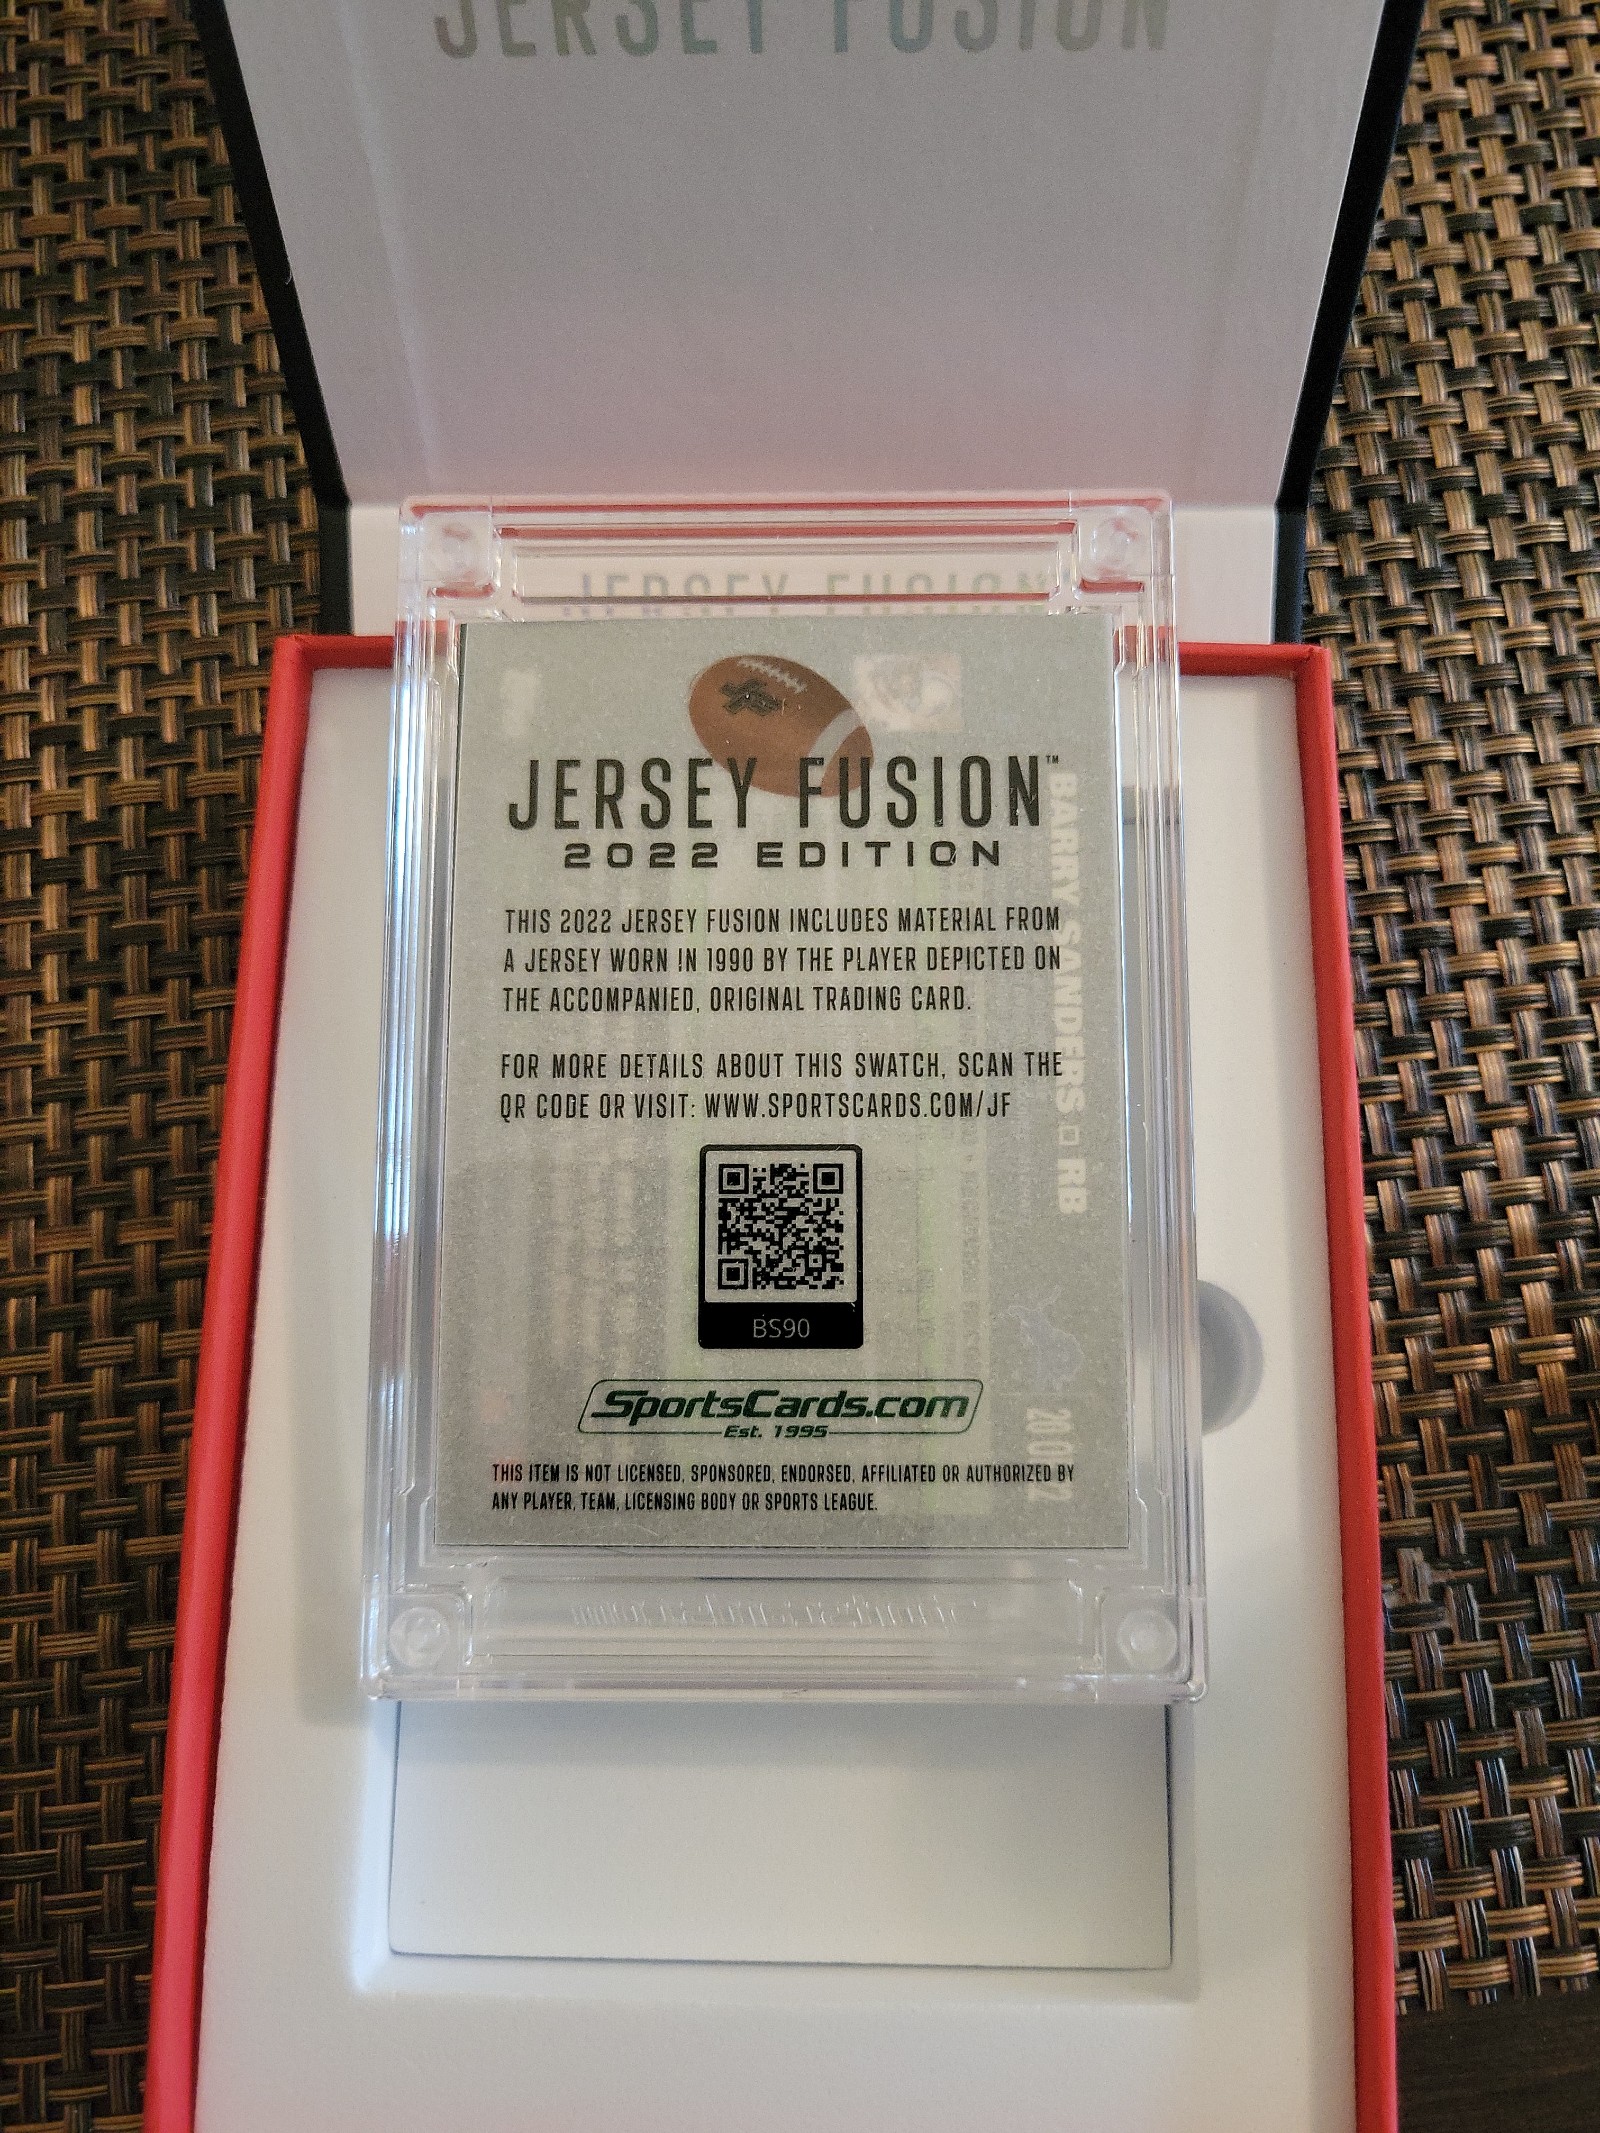 JERSEY FUSION
JERSEY FUSION
JERSEY FUSION™
2022 EDITION
THIS 2022 JERSEY FUSION INCLUDES MATERIAL FROM
A JERSEY WORN IN 1990 BY THE PLAYER DEPICTED ON
THE ACCOMPANIED, ORIGINAL TRADING CARD.
FOR MORE DETAILS ABOUT THIS SWATCH, SCAN THE
QR CODE OR VISIT: WWW.SPORTSCARDS.COM/JF
BS90
SportsCards.com
Est. 1995
THIS ITEM IS NOT LICENSED, SPONSORED, ENDORSED, AFFILIATED OR AUTHORIZED BY
ANY PLAYER, TEAM, LICENSING BODY OR SPORTS LEAGUE.
BARRY SANDERS RB